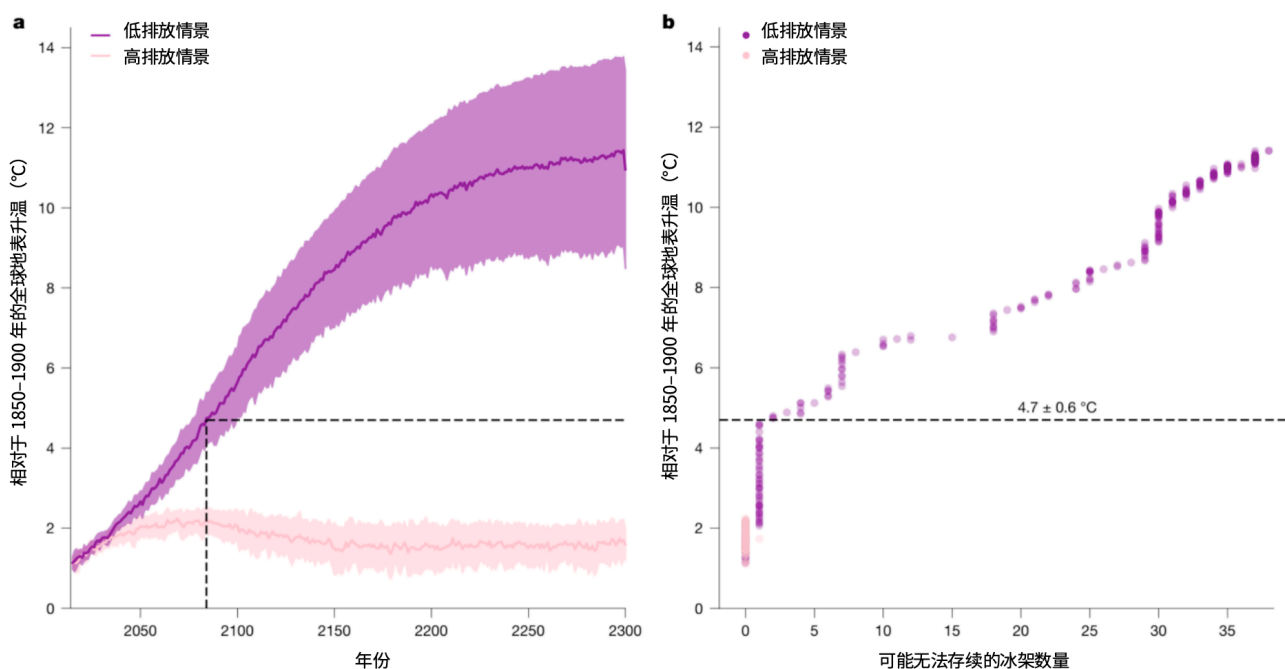 a
低排放情景
高排放情景
14
12
10
8
6
4
2
0
相对于 1850–1900 年的全球地表升温（℃）
2050
2100
2150
2200
2250
2300
年份
b
低排放情景
高排放情景
14
12
10
8
6
4
2
0
相对于 1850–1900 年的全球地表升温（℃）
4.7 ± 0.6 °C
0
5
10
15
20
25
30
35
可能无法存续的冰架数量